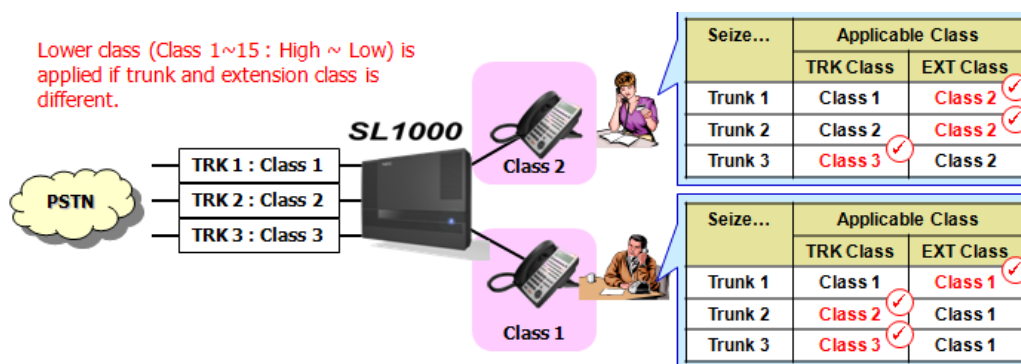 Lower class (Class 1~15 : High ~ Low) is
applied if trunk and extension class is
different.
SL1000
PSTN
TRK 1 : Class 1
TRK 2 : Class 2
TRK 3 : Class 3
Class 2
Class 1
Seize... Applicable Class
TRK Class EXT Class
Trunk 1 Class 1 Class 2
Trunk 2 Class 2 Class 2
Trunk 3 Class 3 Class 2
Seize... Applicable Class
TRK Class EXT Class
Trunk 1 Class 1 Class 1
Trunk 2 Class 2 Class 1
Trunk 3 Class 3 Class 1